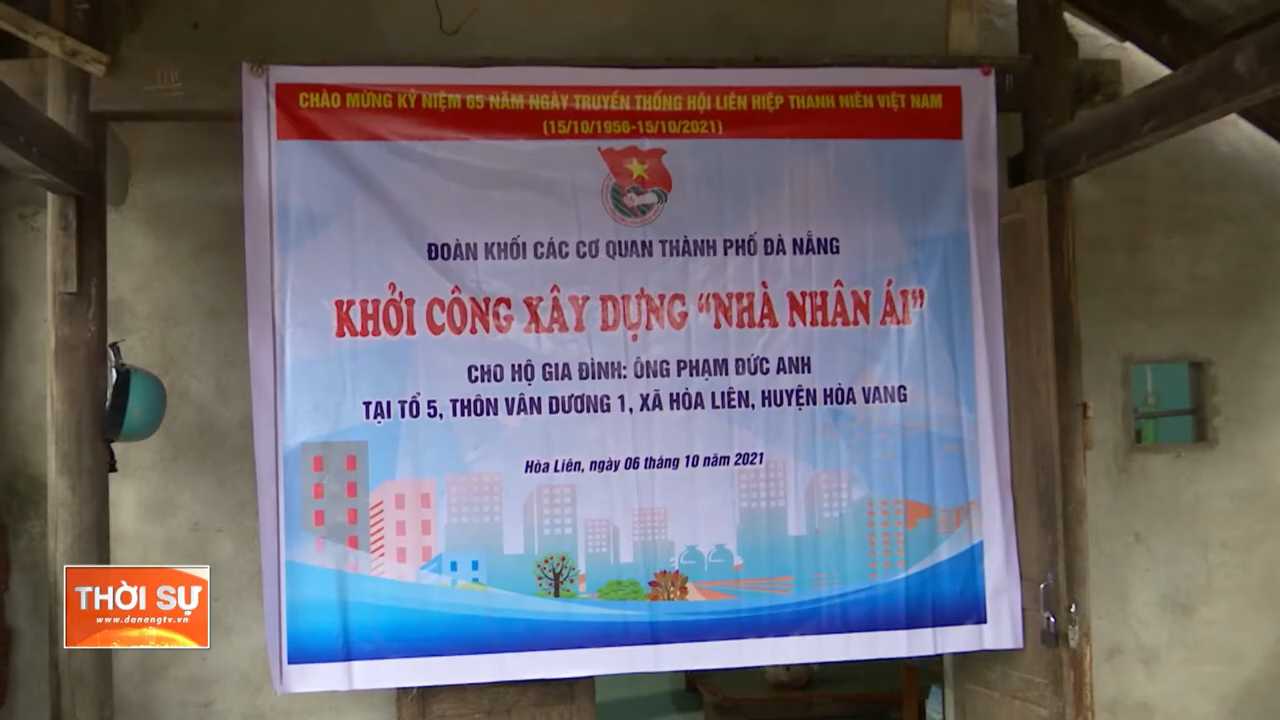 CHÀO MỪNG KỶ NIỆM 65 NĂM NGÀY TRUYỀN THỐNG HỘI LIÊN HIỆP THANH NIÊN VIỆT NAM
(15/10/1956-15/10/2021)
ĐOÀN KHỐI CÁC CƠ QUAN THÀNH PHỐ ĐÀ NẴNG
KHỞI CÔNG XÂY DỰNG “NHÀ NHÂN ÁI”
CHO HỘ GIA ĐÌNH: ÔNG PHẠM ĐỨC ANH
TẠI TỔ 5, THÔN VÂN DƯƠNG 1, XÃ HÒA LIÊN, HUYỆN HÒA VANG
Hòa Liên, ngày 06 tháng 10 năm 2021
THỜI SỰ
www.danangtv.vn